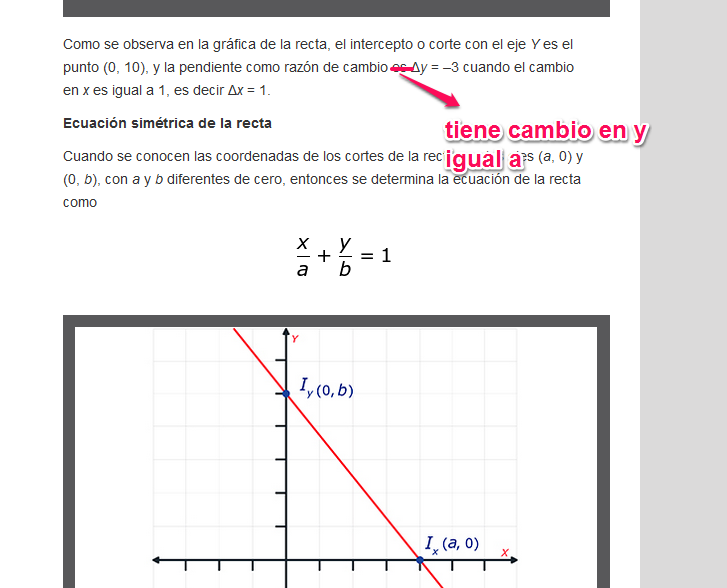 Como se observa en la gráfica de la recta, el intercepto o corte con el eje Y es el
punto (0, 10), y la pendiente como razón de cambio es Δy = –3 cuando el cambio
en x es igual a 1, es decir Δx = 1.
tiene cambio en y
igual a
Ecuación simétrica de la recta
Cuando se conocen las coordenadas de los cortes de la rec es (a, 0) y
(0, b), con a y b diferentes de cero, entonces se determina la ecuación de la recta
como
x/a + y/b = 1
Y
I_y (0, b)
I_x (a, 0)
X